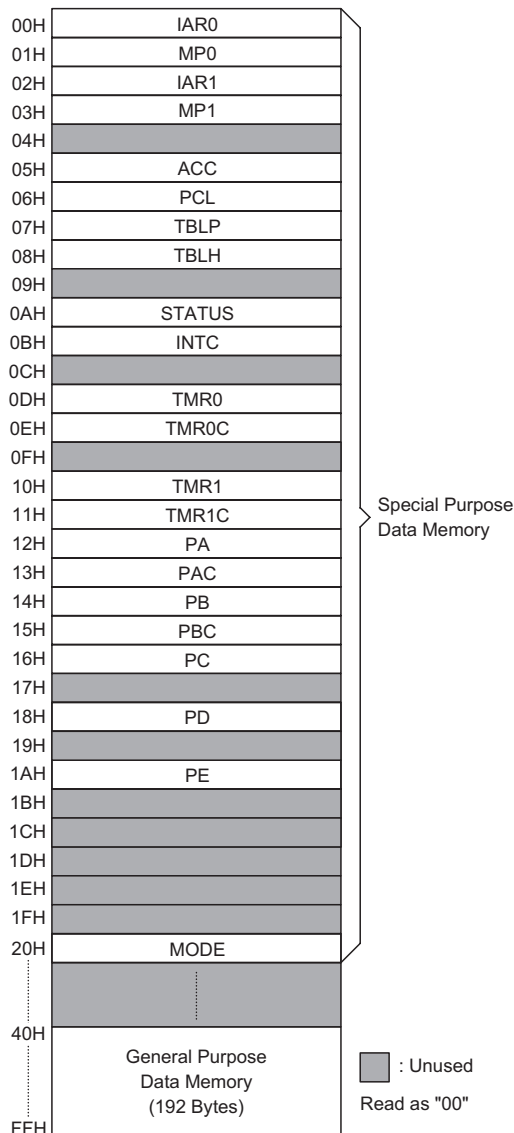 00H IAR0
01H MP0
02H IAR1
03H MP1
04H
05H ACC
06H PCL
07H TBLP
08H TBLH
09H
0AH STATUS
0BH INTC
0CH
0DH TMR0
0EH TMR0C
0FH
10H TMR1
11H TMR1C
12H PA
13H PAC
14H PB
15H PBC
16H PC
17H
18H PD
19H
1AH PE
1BH
1CH
1DH
1EH
1FH
20H MODE
40H
FFH
Special Purpose
Data Memory
General Purpose
Data Memory
(192 Bytes)
: Unused
Read as "00"